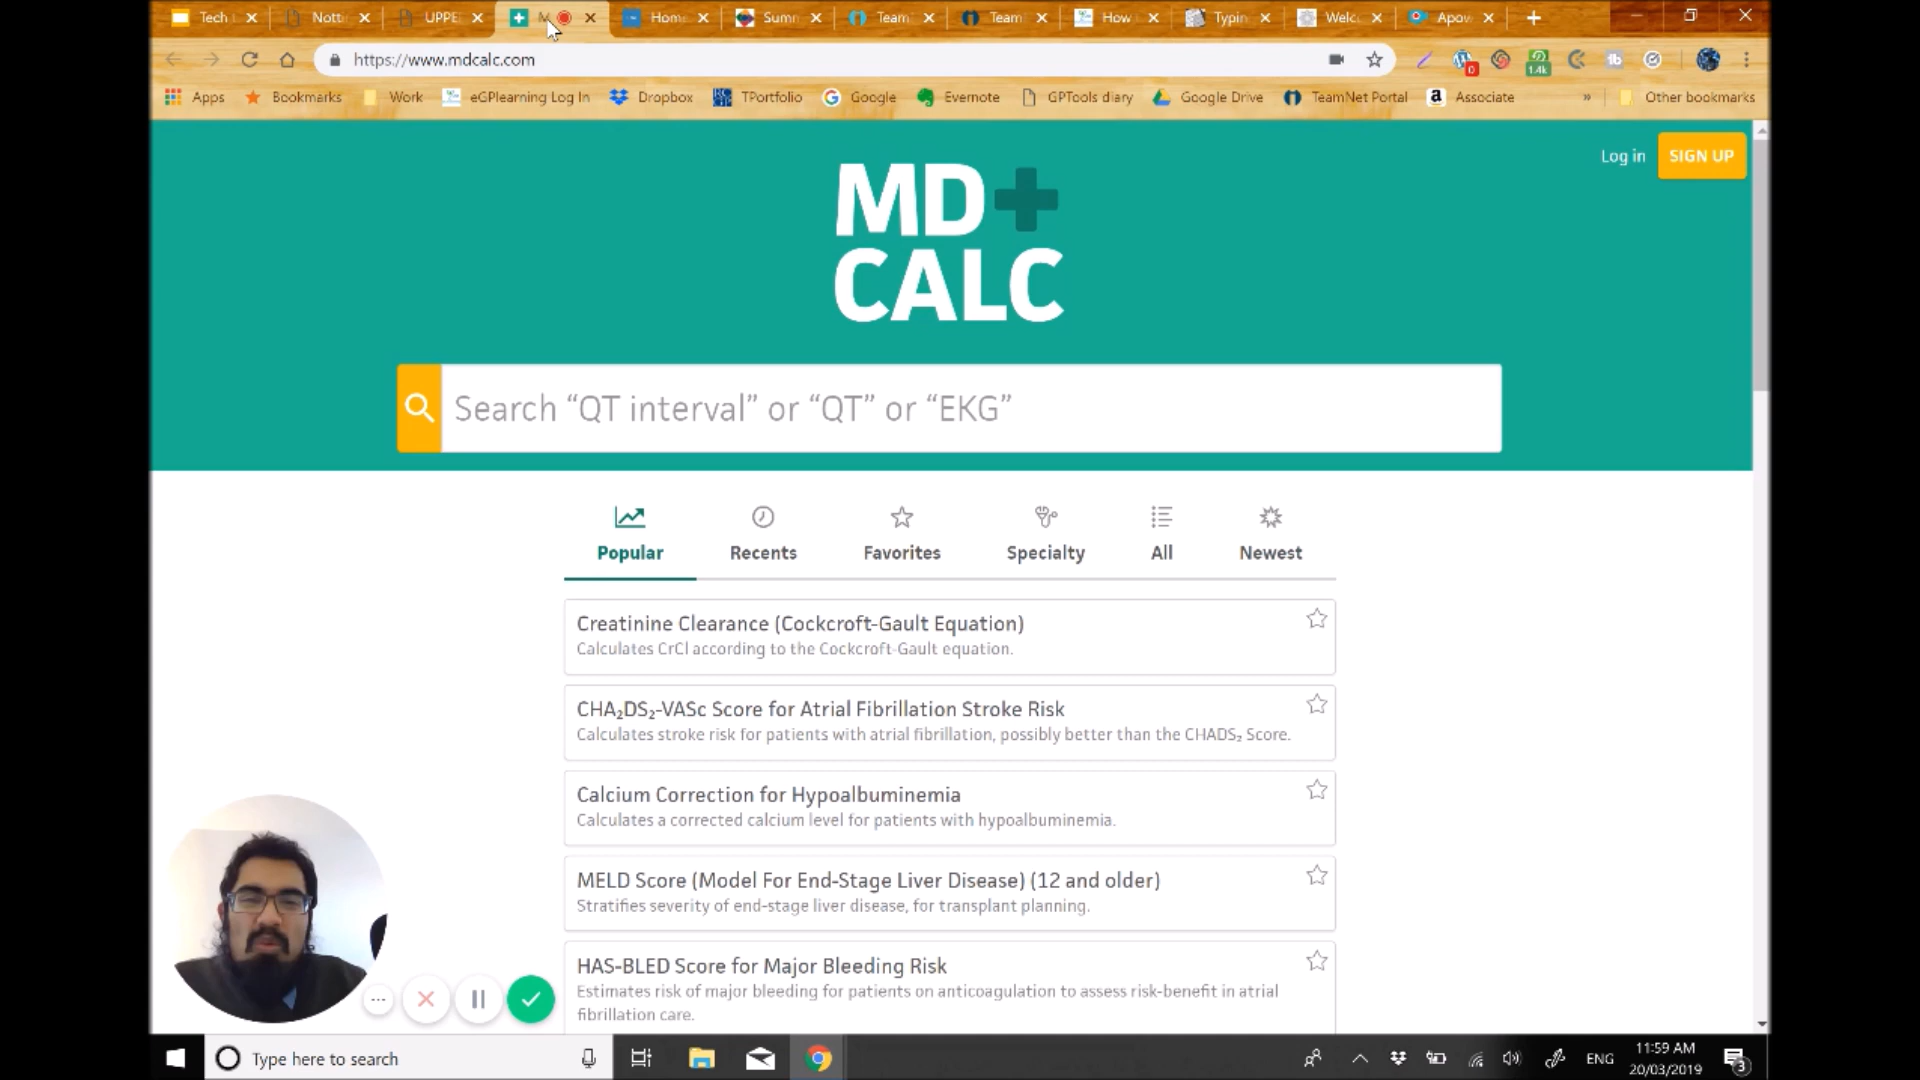 Tech
Notti
UPPE
Home
Summ
Team
Team
How
Typin
Welc
Apow
https://www.mdcalc.com
0
1.4k
Apps
Bookmarks
Work
eGPlearning Log In
Dropbox
TPortfolio
Google
Evernote
GPTools diary
Google Drive
TeamNet Portal
Associate
»
Other bookmarks
Log in
SIGN UP
MD+
CALC
Search “QT interval” or “QT” or “EKG”
Popular
Recents
Favorites
Specialty
All
Newest
Creatinine Clearance (Cockcroft-Gault Equation)
Calculates CrCl according to the Cockcroft-Gault equation.
CHA₂DS₂-VASc Score for Atrial Fibrillation Stroke Risk
Calculates stroke risk for patients with atrial fibrillation, possibly better than the CHADS₂ Score.
Calcium Correction for Hypoalbuminemia
Calculates a corrected calcium level for patients with hypoalbuminemia.
MELD Score (Model For End-Stage Liver Disease) (12 and older)
Stratifies severity of end-stage liver disease, for transplant planning.
HAS-BLED Score for Major Bleeding Risk
Estimates risk of major bleeding for patients on anticoagulation to assess risk-benefit in atrial
fibrillation care.
Type here to search
ENG
11:59 AM
20/03/2019
3